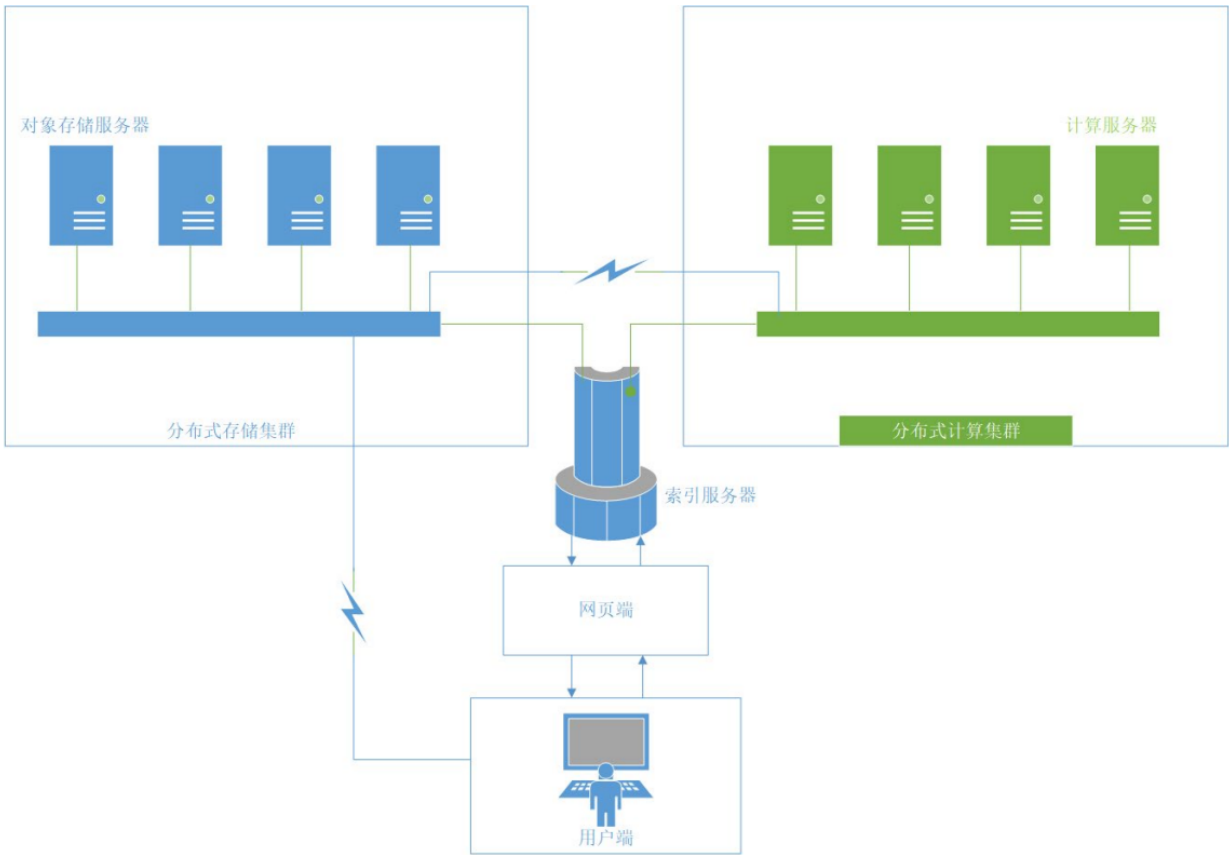 对象存储服务器
计算服务器
分布式存储集群
分布式计算集群
索引服务器
网页端
用户端